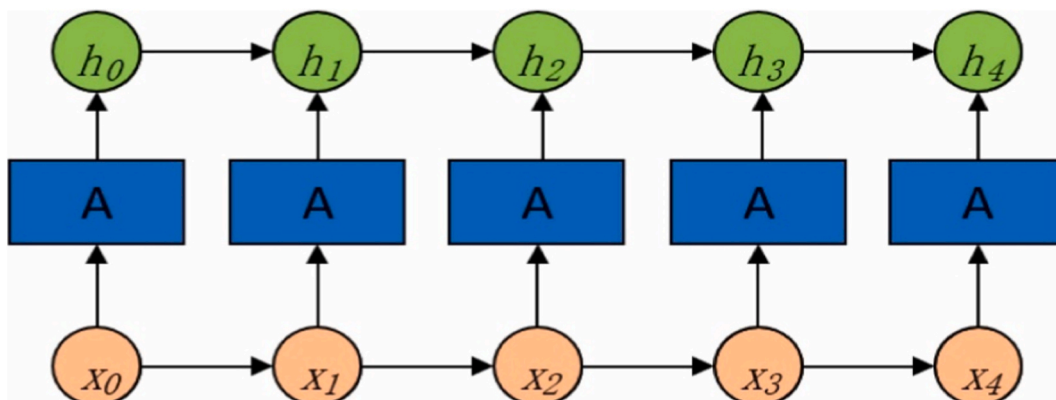 h₀ h₁ h₂ h₃ h₄
A A A A A
x₀ x₁ x₂ x₃ x₄